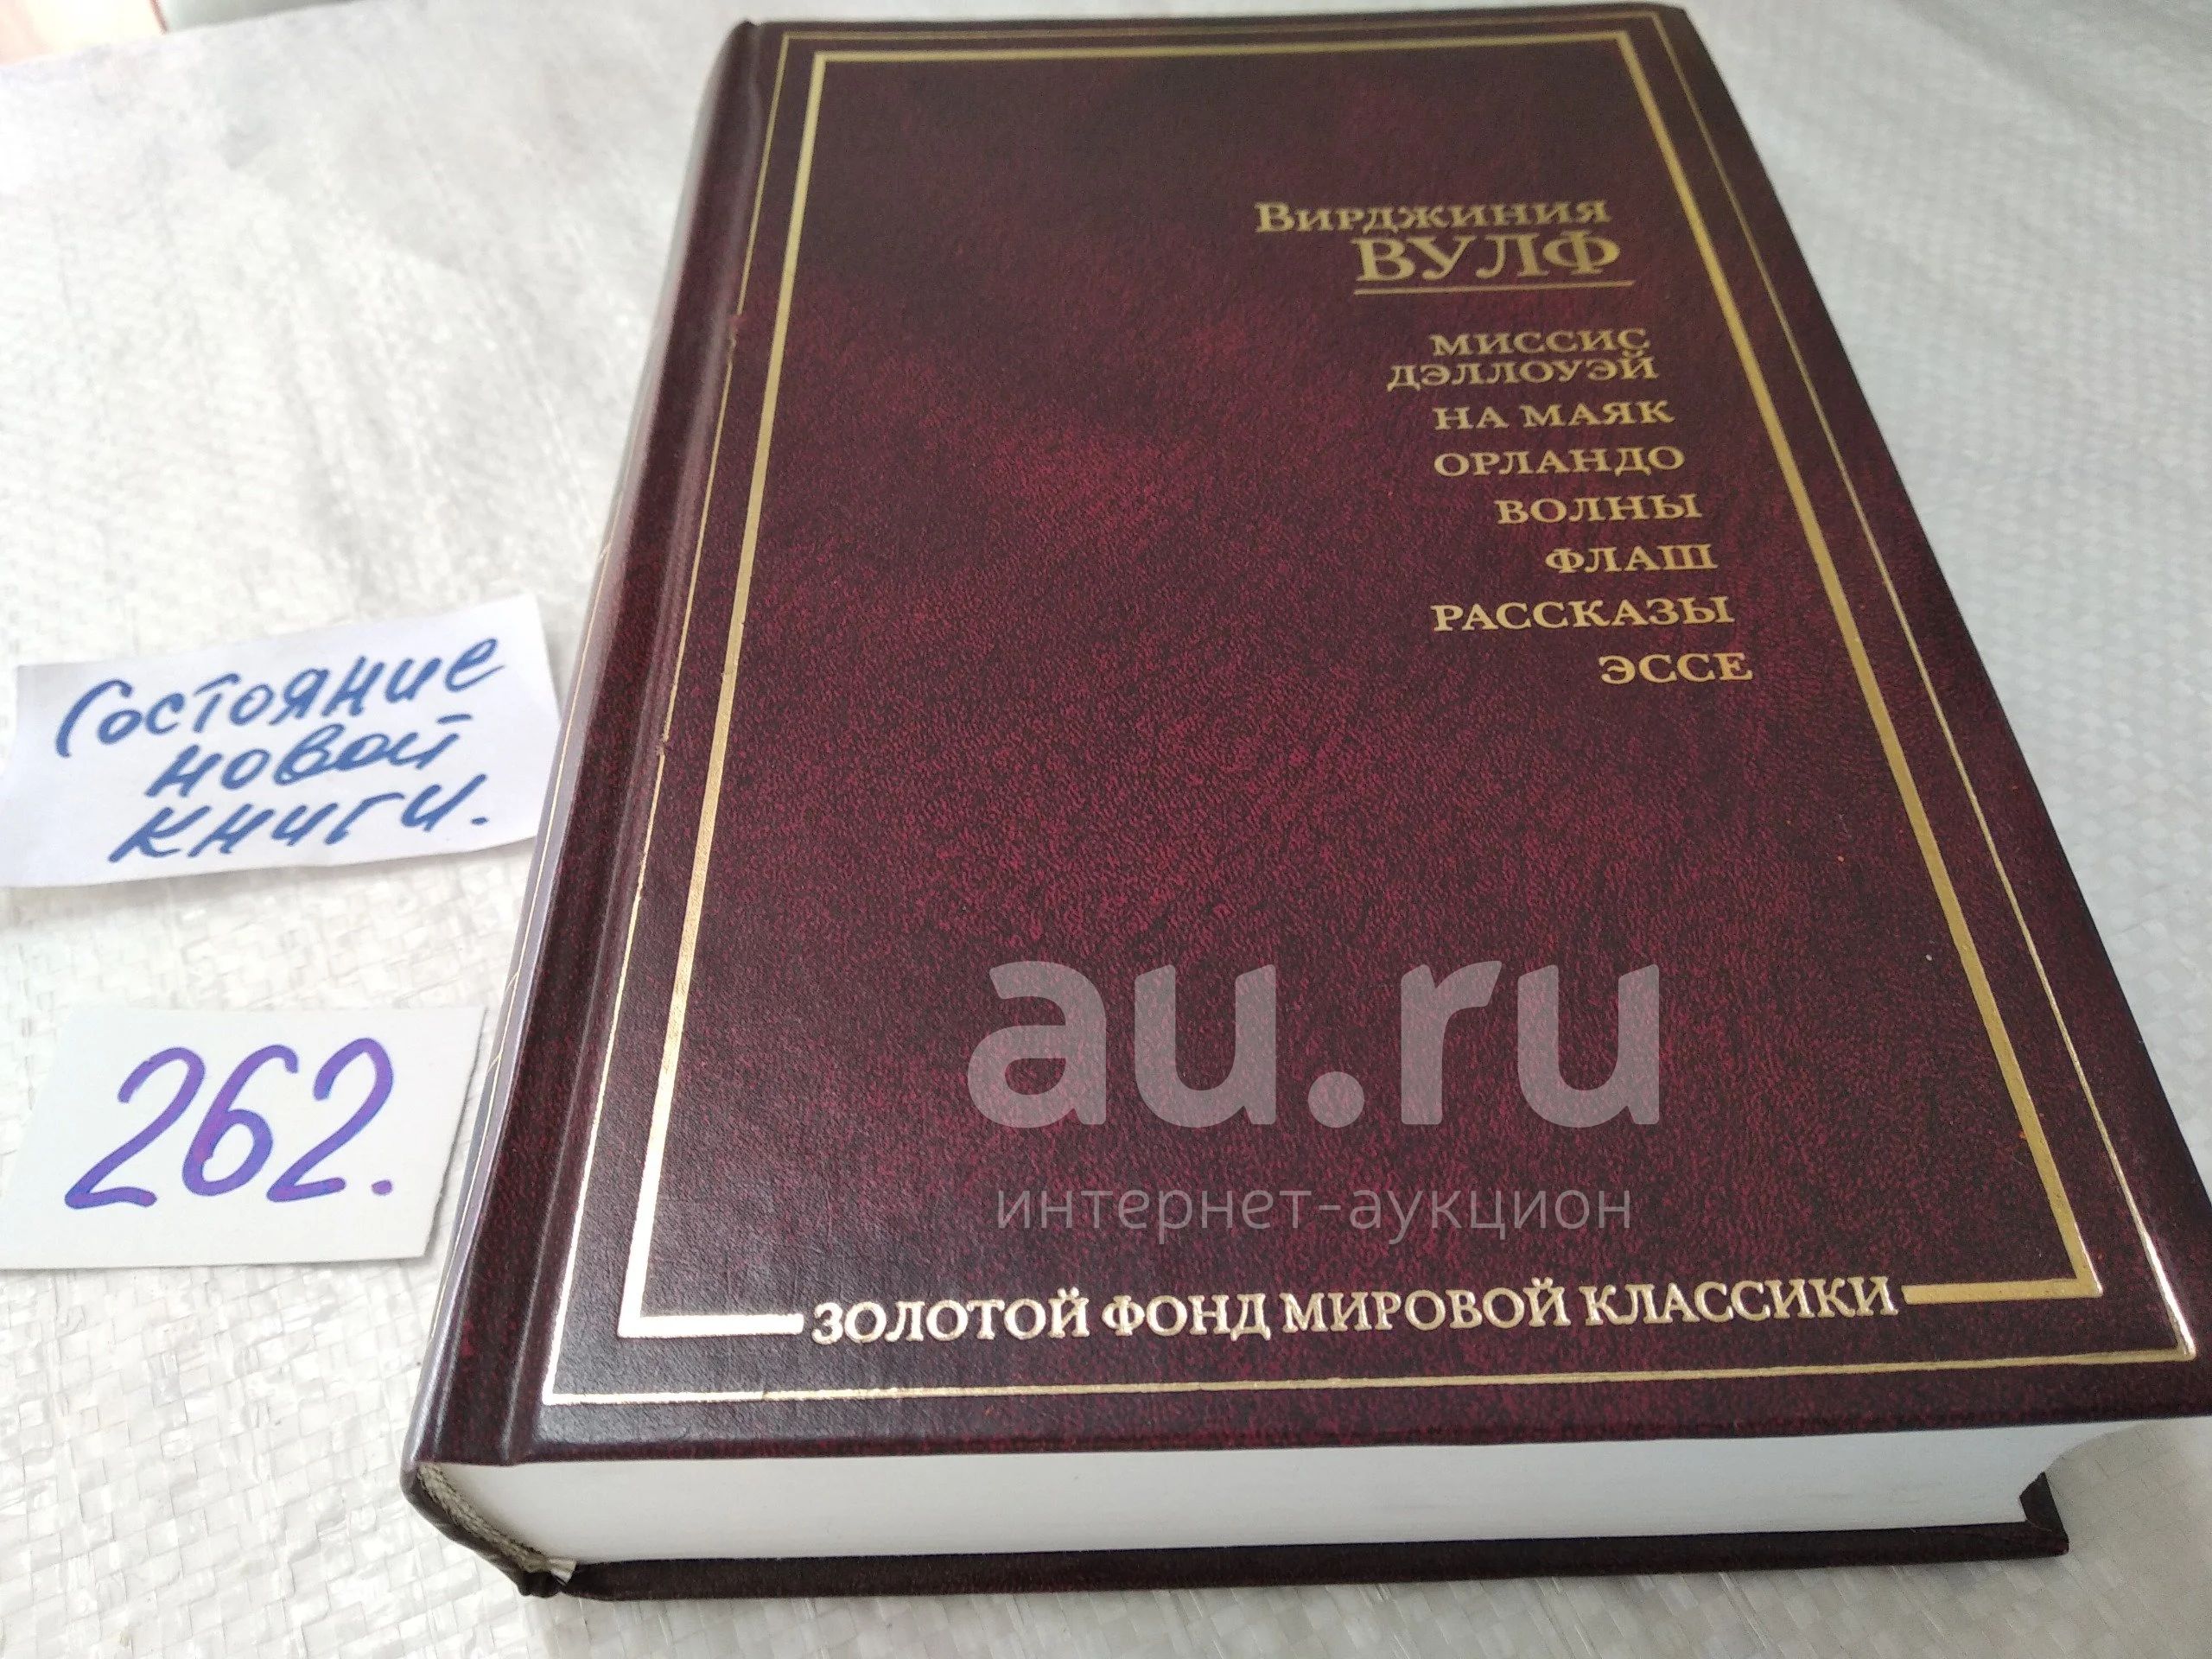 Вирджиния
ВУЛФ
МИССИС
ДЭЛЛОУЭЙ
НА МАЯК
ОРЛАНДО
ВОЛНЫ
ФЛАШ
РАССКАЗЫ
ЭССЕ
Состояние
новой
книги.
262.
au.ru
интернет-аукцион
ЗОЛОТОЙ ФОНД МИРОВОЙ КЛАССИКИ